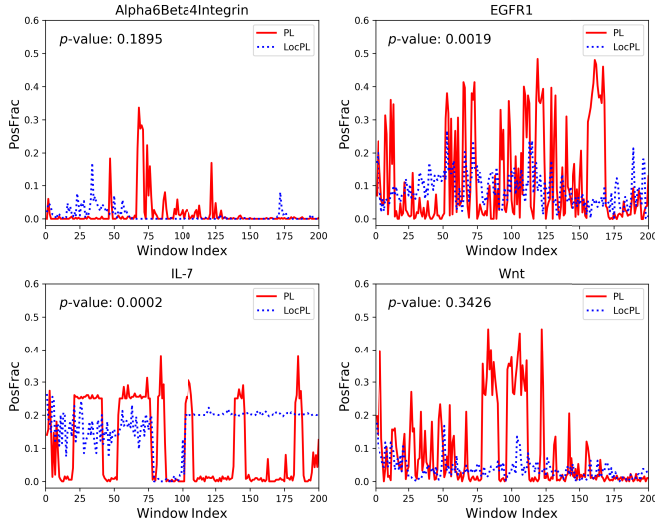 Alpha6Beta4Integrin
p-value: 0.1895
PL
LocPL
PosFrac
0.6
0.5
0.4
0.3
0.2
0.1
0.0
0 25 50 75 100 125 150 175 200
Window Index
EGFR1
p-value: 0.0019
PL
LocPL
PosFrac
0.6
0.5
0.4
0.3
0.2
0.1
0.0
0 25 50 75 100 125 150 175 200
Window Index
IL-7
p-value: 0.0002
PL
LocPL
PosFrac
0.6
0.5
0.4
0.3
0.2
0.1
0.0
0 25 50 75 100 125 150 175 200
Window Index
Wnt
p-value: 0.3426
PL
LocPL
PosFrac
0.6
0.5
0.4
0.3
0.2
0.1
0.0
0 25 50 75 100 125 150 175 200
Window Index